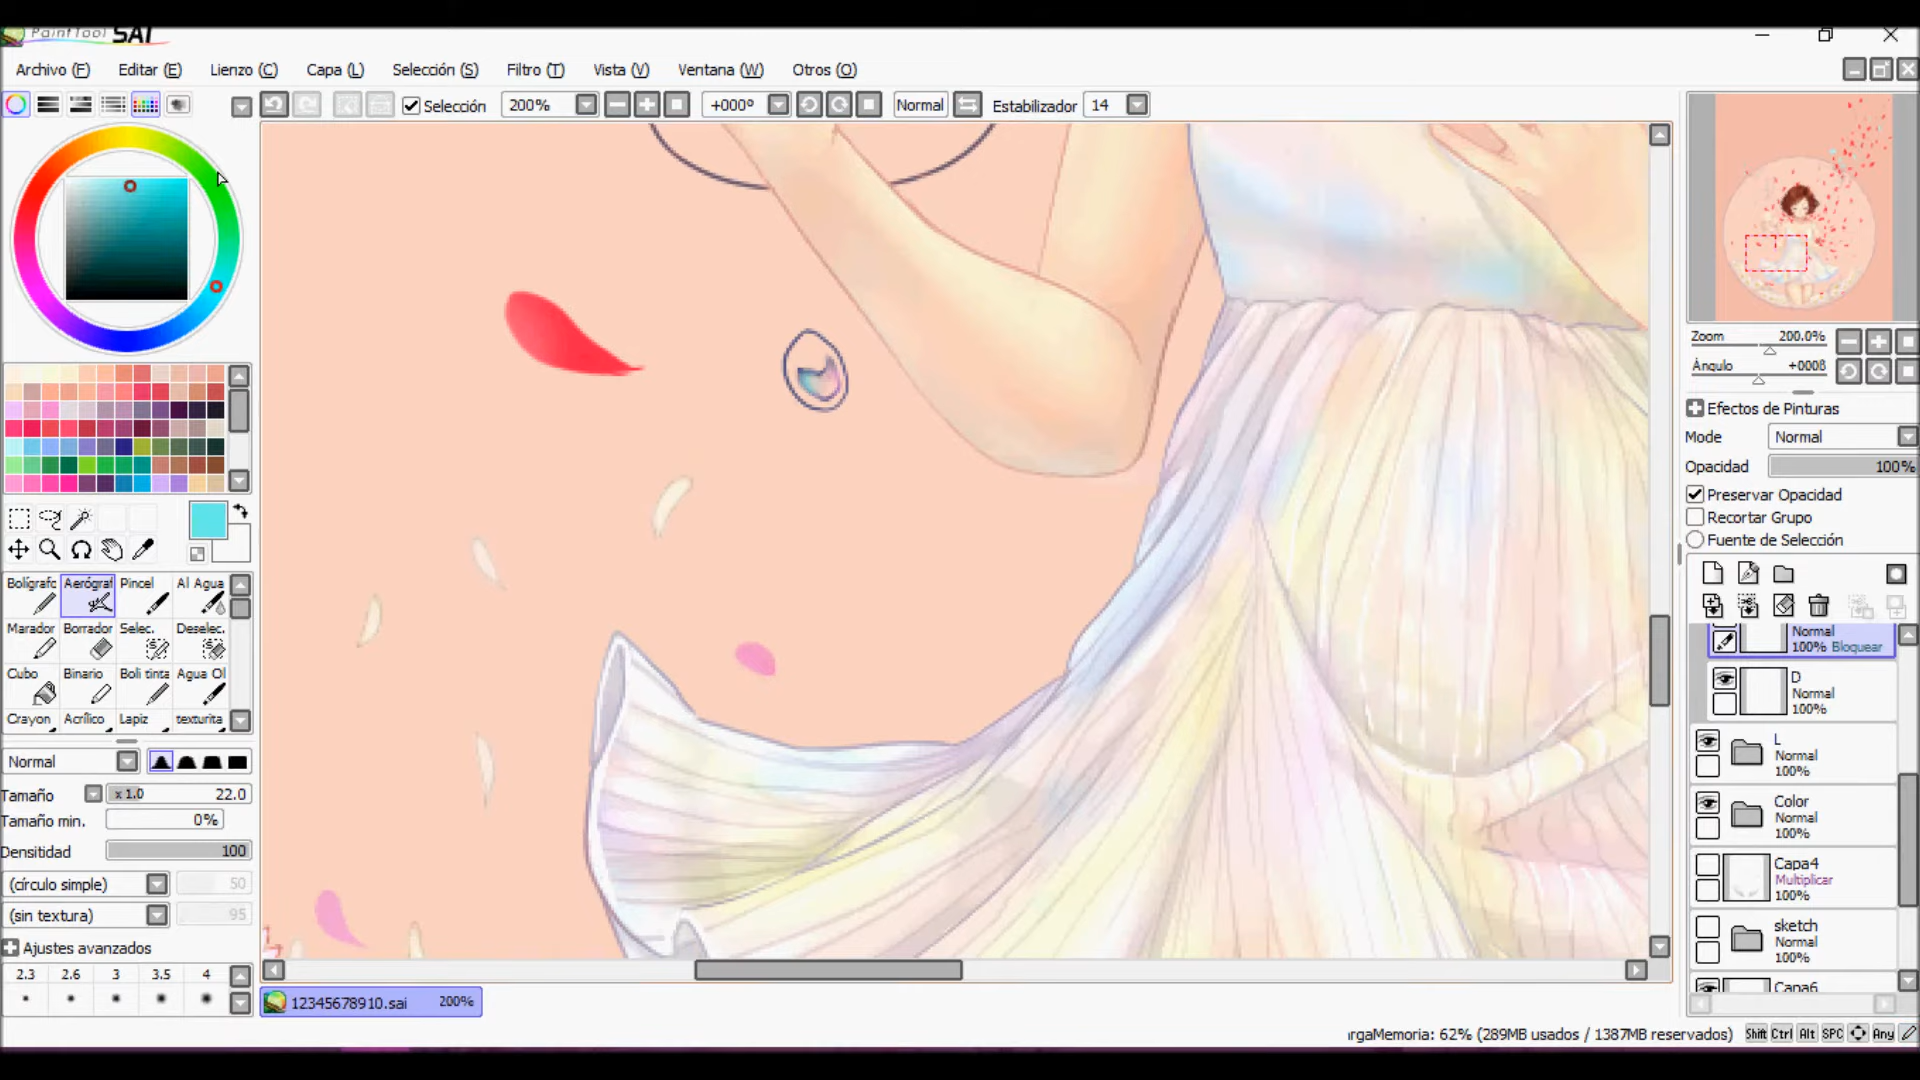 PaintTool SAI
Archivo (F) Editar (E) Lienzo (C) Capa (L) Selección (S) Filtro (T) Vista (V) Ventana (W) Otros (O)
Selección 200% +000º Normal Estabilizador 14
Zoom 200.0%
Ángulo +000ß
Efectos de Pinturas
Mode Normal
Opacidad 100%
Preservar Opacidad
Recortar Grupo
Fuente de Selección
Bolígrafo Aerógraf Pincel Al Agua
Marador Borrador Selec. Deselec.
Cubo Binario Boli tinta Agua Ol
Crayon Acrílico Lapiz texturita
Normal
Tamaño x 1.0 22.0
Tamaño min. 0%
Densitidad 100
(círculo simple) 50
(sin textura) 95
Ajustes avanzados
2.3 2.6 3 3.5 4
Normal
100% Bloquear
D
Normal
100%
L
Normal
100%
Color
Normal
100%
Capa4
Multiplicar
100%
sketch
Normal
100%
Capa6
12345678910.sai 200%
rgaMemoria: 62% (289MB usados / 1387MB reservados) Shift Ctrl Alt SPC Any